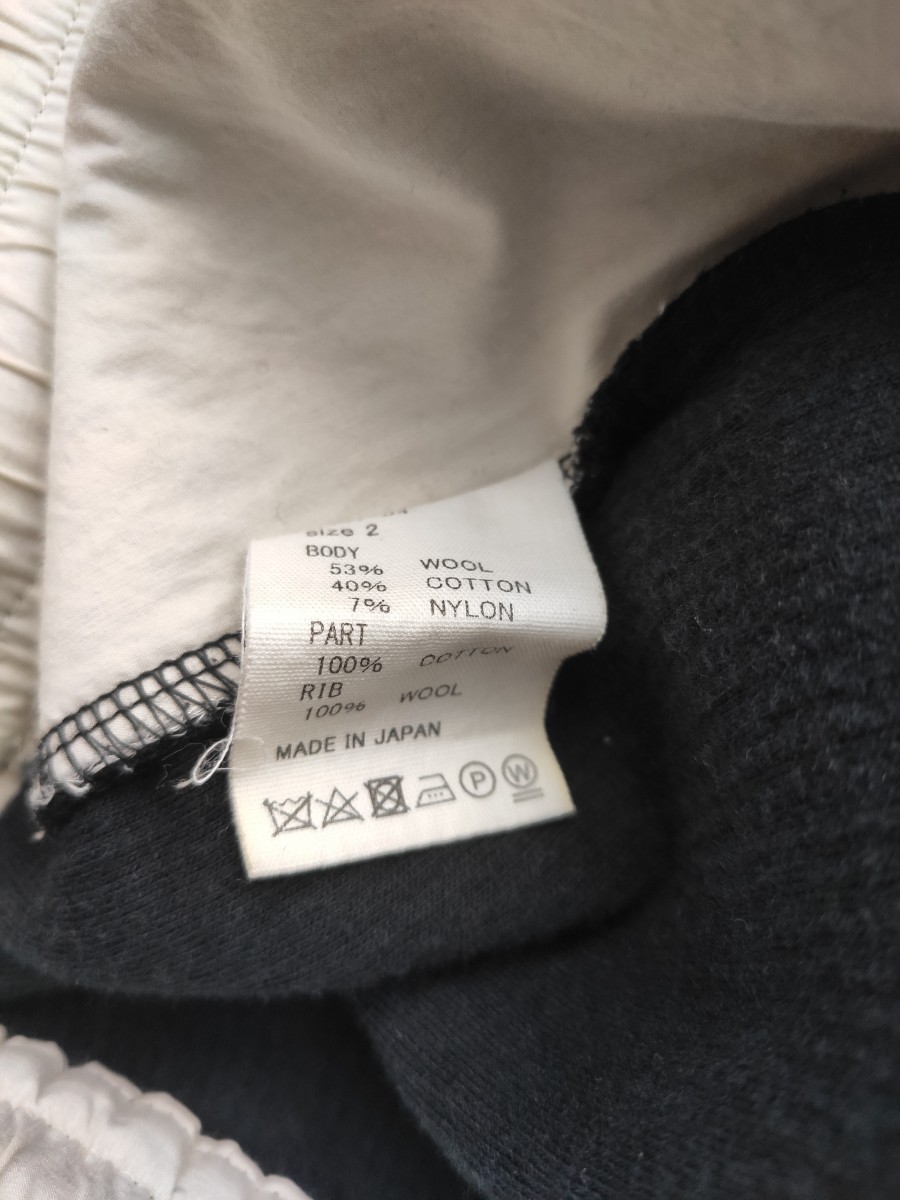 size 2
BODY
53% WOOL
40% COTTON
7% NYLON
PART
100% COTTON
RIB
100% WOOL
MADE IN JAPAN
P W